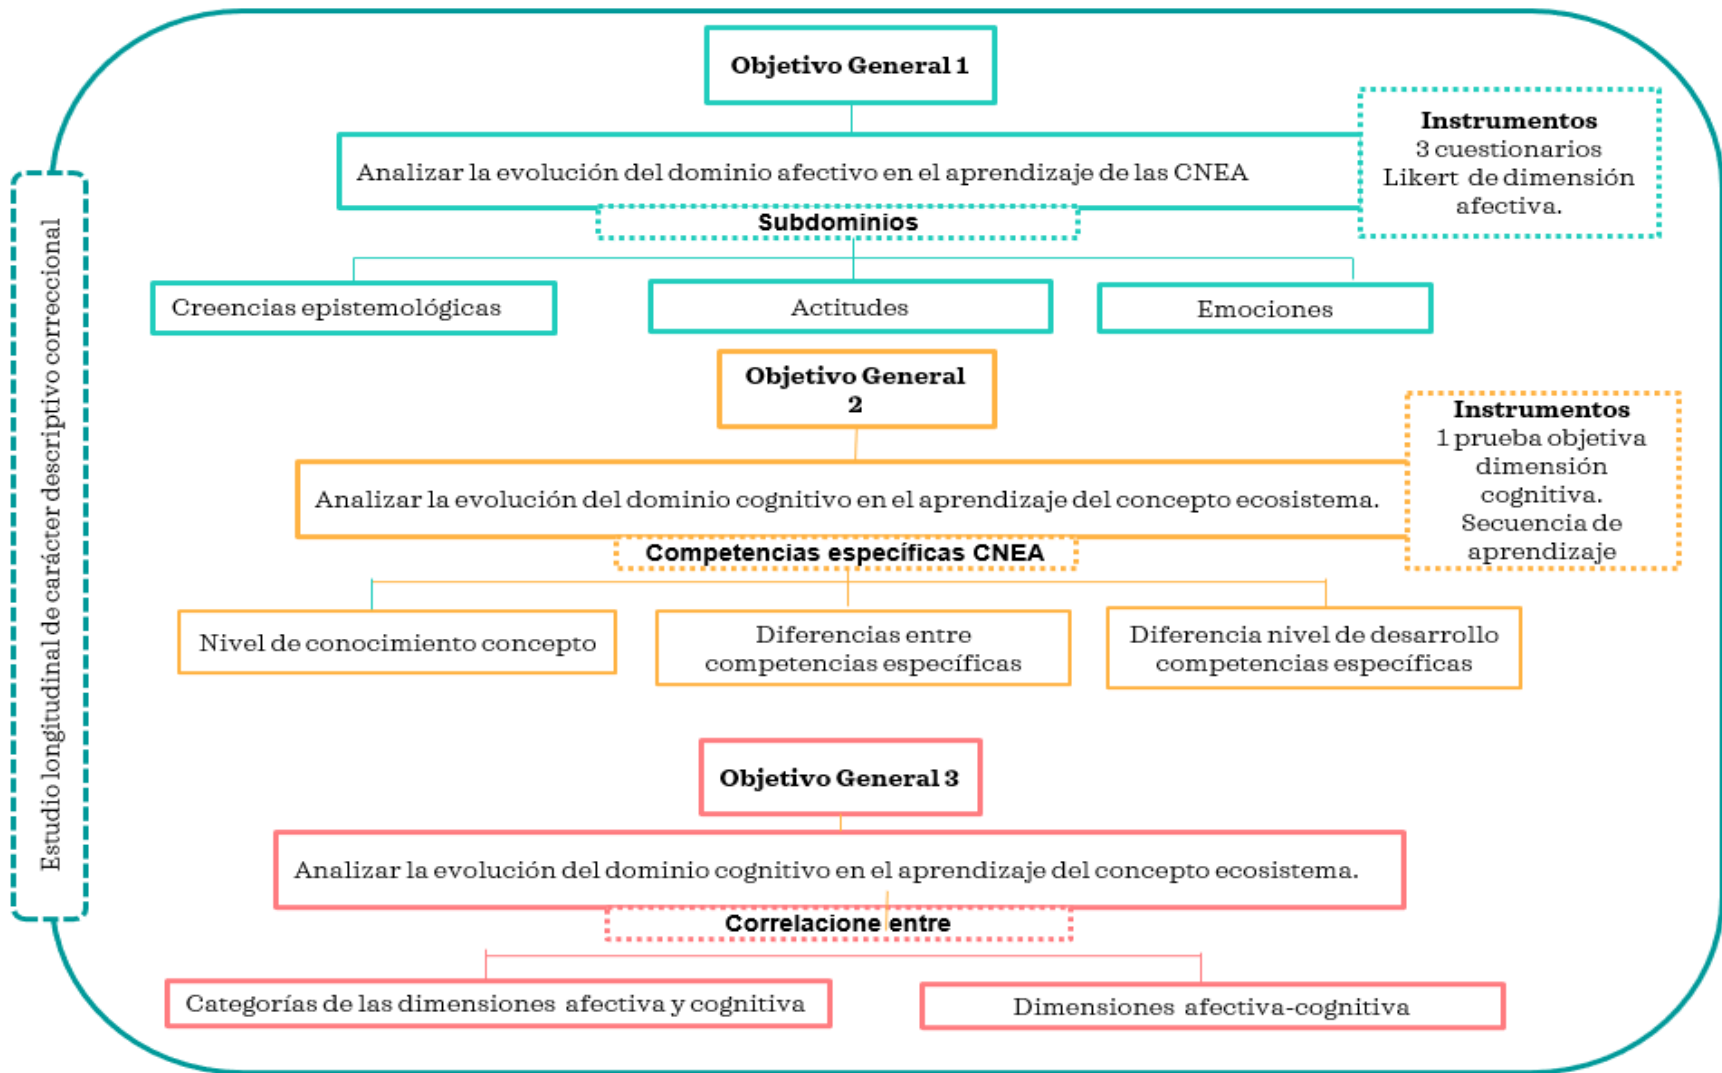 Estudio longitudinal de carácter descriptivo correccional
Objetivo General 1
Analizar la evolución del dominio afectivo en el aprendizaje de las CNEA
Instrumentos
3 cuestionarios
Likert de dimensión
afectiva.
Subdominios
Creencias epistemológicas
Actitudes
Emociones
Objetivo General
2
Analizar la evolución del dominio cognitivo en el aprendizaje del concepto ecosistema.
Instrumentos
1 prueba objetiva
dimensión
cognitiva.
Secuencia de
aprendizaje
Competencias específicas CNEA
Nivel de conocimiento concepto
Diferencias entre
competencias específicas
Diferencia nivel de desarrollo
competencias específicas
Objetivo General 3
Analizar la evolución del dominio cognitivo en el aprendizaje del concepto ecosistema.
Correlacione entre
Categorías de las dimensiones afectiva y cognitiva
Dimensiones afectiva-cognitiva